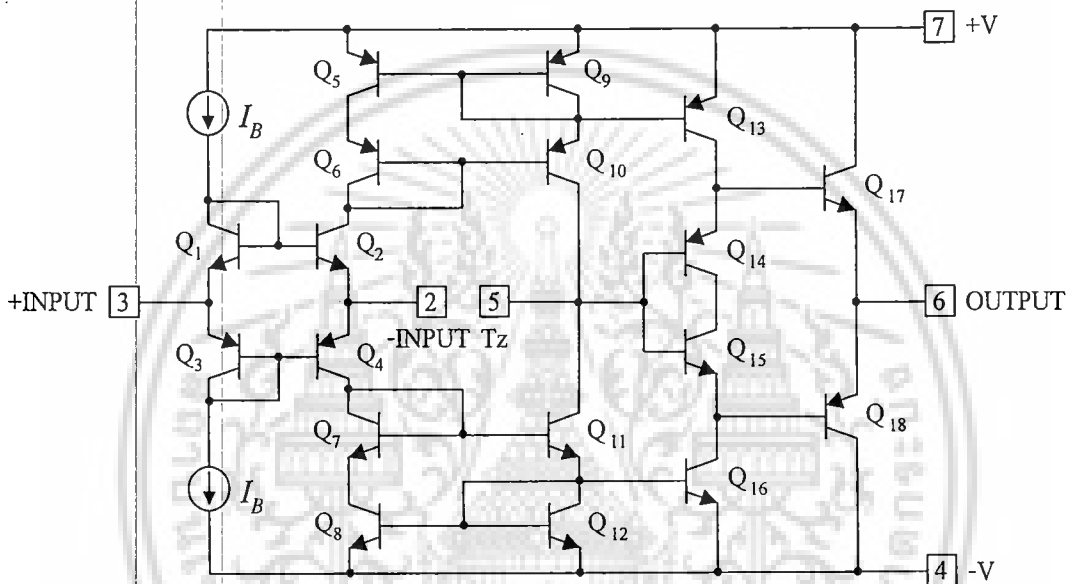 7 +V
Q5
Q9
I_B
Q13
Q6
Q10
Q17
Q1
Q2
Q14
+INPUT 3
2
5
6 OUTPUT
-INPUT Tz
Q3
Q4
Q15
Q7
Q11
Q18
I_B
Q16
Q8
Q12
4 -V